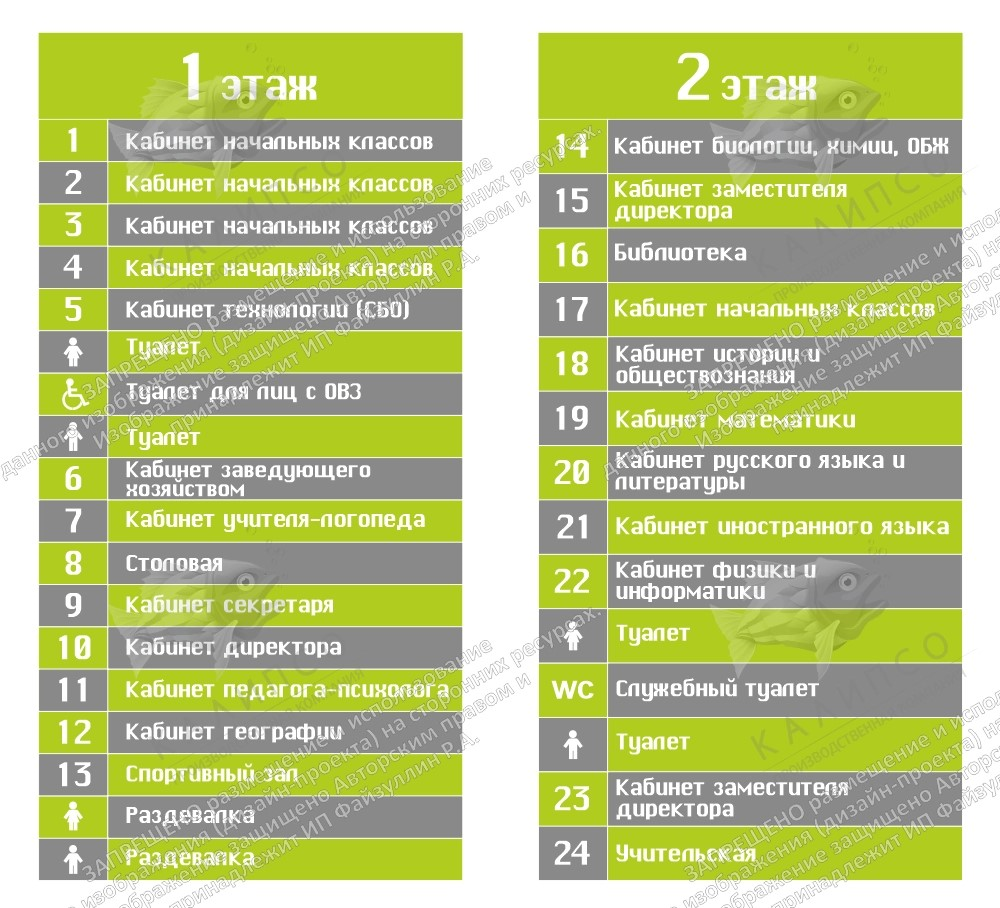 1 этаж
1 Кабинет начальных классов
2 Кабинет начальных классов
3 Кабинет начальных классов
4 Кабинет начальных классов
5 Кабинет технологии (СБО)
Туалет
Туалет для лиц с ОВЗ
Туалет
6 Кабинет заведующего
хозяйством
7 Кабинет учителя-логопеда
8 Столовая
9 Кабинет секретаря
10 Кабинет директора
11 Кабинет педагога-психолога
12 Кабинет географии
13 Спортивный зал
Раздевалка
Раздевалка
2 этаж
14 Кабинет биологии, химии, ОБЖ
15 Кабинет заместителя
директора
16 Библиотека
17 Кабинет начальных классов
18 Кабинет истории и
обществознания
19 Кабинет математики
20 Кабинет русского языка и
литературы
21 Кабинет иностранного языка
22 Кабинет физики и
информатики
Туалет
WC Служебный туалет
Туалет
23 Кабинет заместителя
директора
24 Учительская
КАЛИПСО
ПРОИЗВОДСТВЕННАЯ КОМПАНИЯ
ЗАПРЕЩЕНО размещение и использование
данного изображения (дизайн-проекта) на сторонних ресурсах.
Изображение защищено Авторским правом и
принадлежит ИП Файзуллин Р.А.